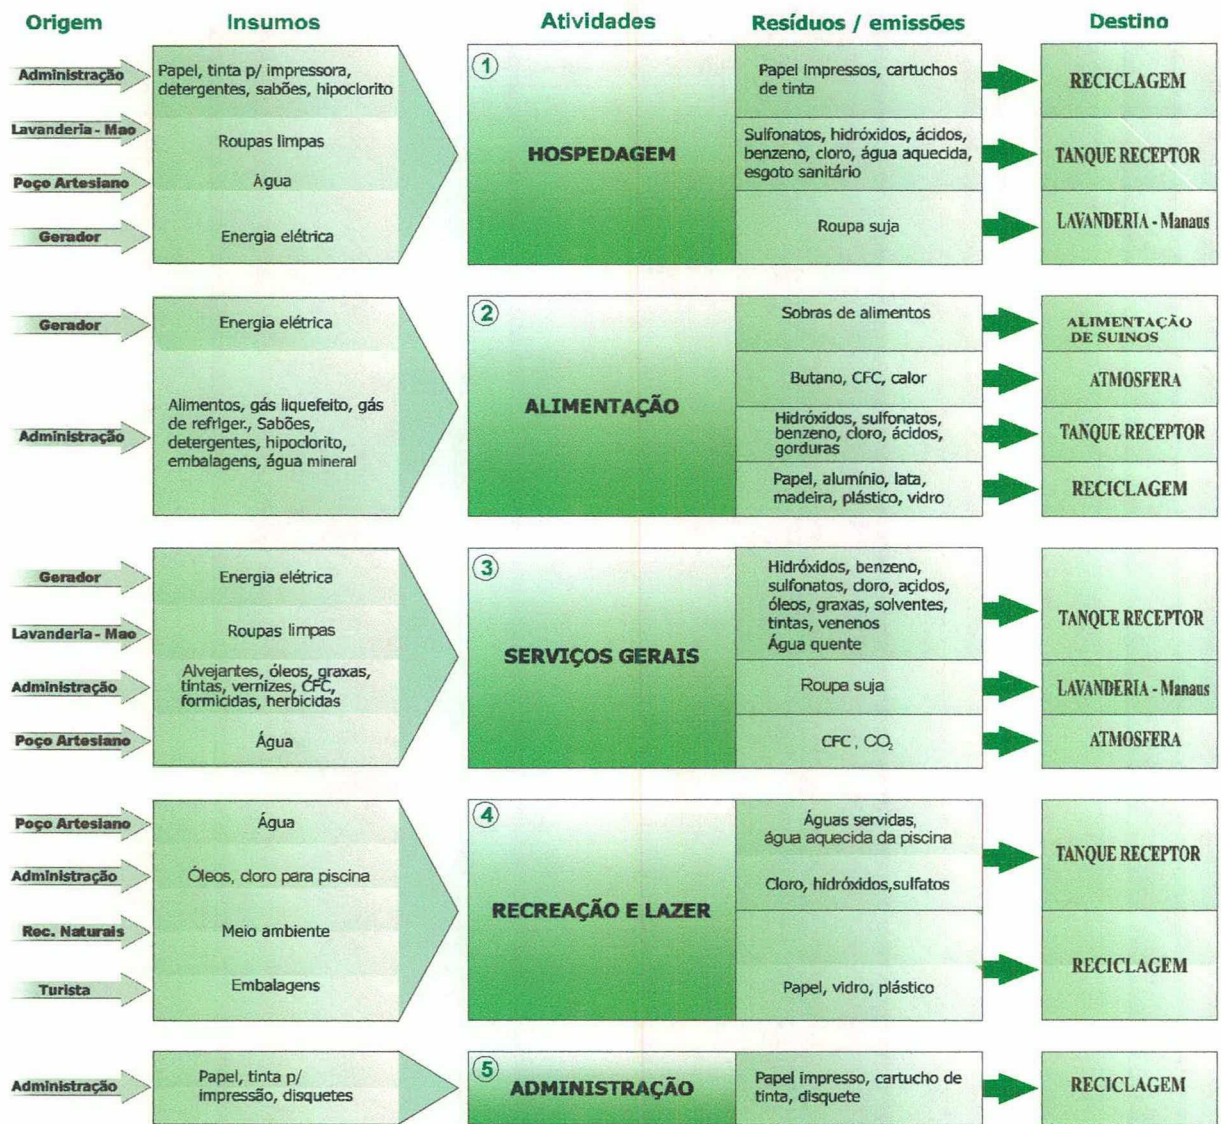 Origem
Insumos
Atividades
Resíduos / emissões
Destino
Administração
Papel, tinta p/ impressora,
detergentes, sabões, hipoclorito
Lavanderia - Mao
Roupas limpas
Poço Artesiano
Água
Gerador
Energia elétrica
1
HOSPEDAGEM
Papel Impressos, cartuchos
de tinta
RECICLAGEM
Sulfonatos, hidróxidos, ácidos,
benzeno, cloro, água aquecida,
esgoto sanitário
TANQUE RECEPTOR
Roupa suja
LAVANDERIA - Manaus
Gerador
Energia elétrica
Administração
Alimentos, gás liquefeito, gás
de refriger., Sabões,
detergentes, hipoclorito,
embalagens, água mineral
2
ALIMENTAÇÃO
Sobras de alimentos
ALIMENTAÇÃO
DE SUINOS
Butano, CFC, calor
ATMOSFERA
Hidróxidos, sulfonatos,
benzeno, cloro, ácidos,
gorduras
TANQUE RECEPTOR
Papel, alumínio, lata,
madeira, plástico, vidro
RECICLAGEM
Gerador
Energia elétrica
Lavanderia - Mao
Roupas limpas
Administração
Alvejantes, óleos, graxas,
tintas, vernizes, CFC,
formicidas, herbicidas
Poço Artesiano
Água
3
SERVIÇOS GERAIS
Hidróxidos, benzeno,
sulfonatos, cloro, açidos,
óleos, graxas, solventes,
tintas, venenos
Água quente
TANQUE RECEPTOR
Roupa suja
LAVANDERIA - Manaus
CFC , CO₂
ATMOSFERA
Poço Artesiano
Água
Administração
Óleos, cloro para piscina
Rec. Naturais
Meio ambiente
Turista
Embalagens
4
RECREAÇÃO E LAZER
Águas servidas,
água aquecida da piscina
Cloro, hidróxidos,sulfatos
TANQUE RECEPTOR
Papel, vidro, plástico
RECICLAGEM
Administração
Papel, tinta p/
impressão, disquetes
5
ADMINISTRAÇÃO
Papel impresso, cartucho de
tinta, disquete
RECICLAGEM